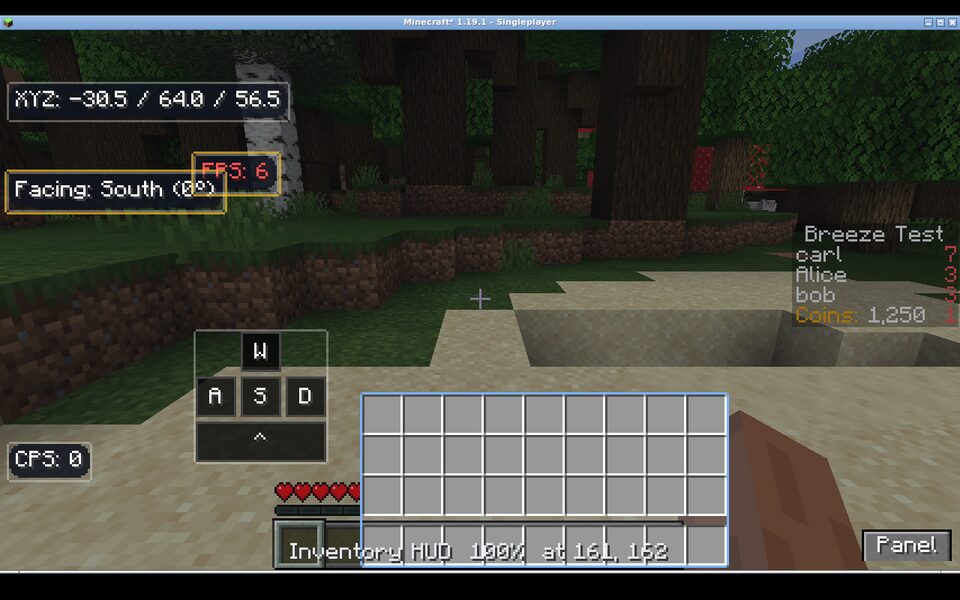 Minecraft* 1.19.1 - Singleplayer
XYZ: -30.5 / 64.0 / 56.5
FPS: 6
Facing: South (0°)
Breeze Test
carl 7
Alice 3
bob 3
Coins: 1,250 1
W
A S D
^
CPS: 0
Inventory HUD 100% at 161, 162
Panel